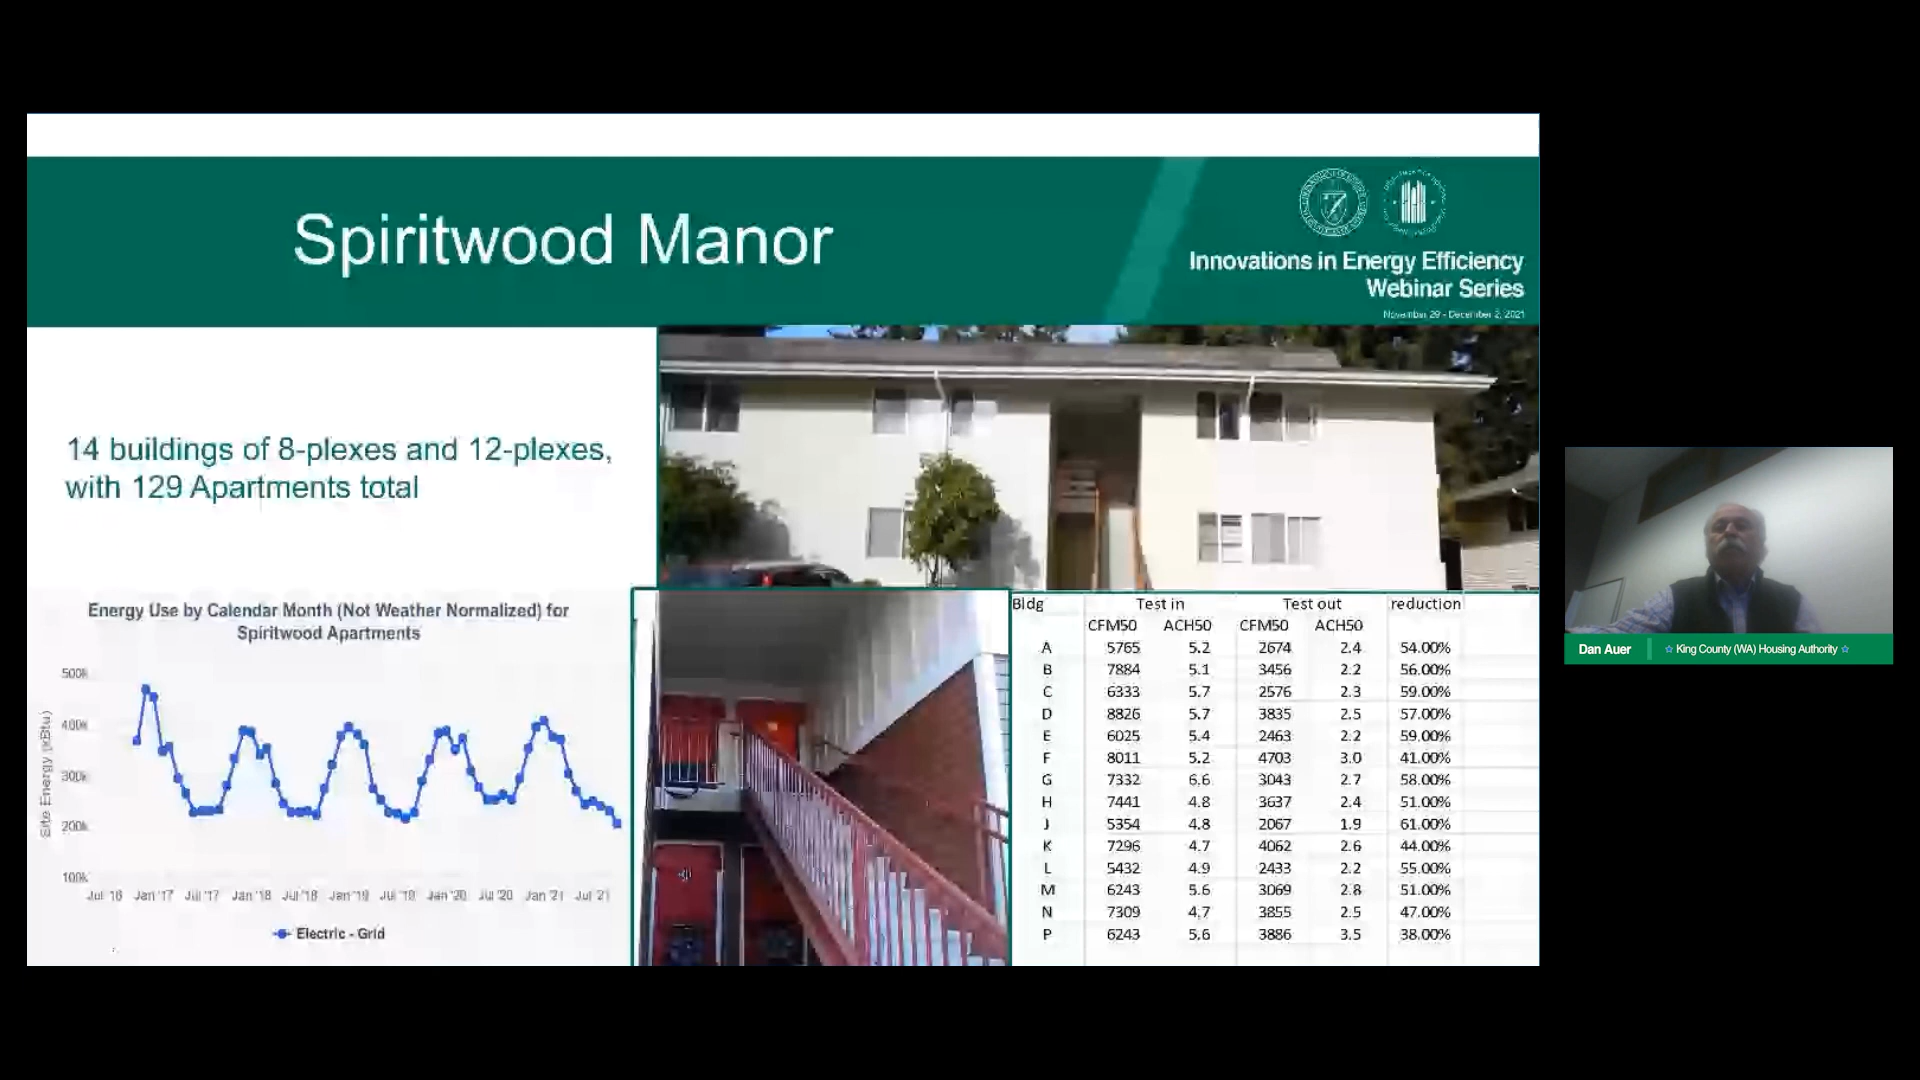 Spiritwood Manor
Innovations in Energy Efficiency
Webinar Series
November 29 - December 2, 2021
14 buildings of 8-plexes and 12-plexes,
with 129 Apartments total
Energy Use by Calendar Month (Not Weather Normalized) for
Spiritwood Apartments
Site Energy (kBtu)
500k
400k
300k
200k
100k
Jul '16 Jan '17 Jul '17 Jan '18 Jul '18 Jan '19 Jul '19 Jan '20 Jul '20 Jan '21 Jul '21
Electric - Grid
Bldg Test in Test out reduction
CFM50 ACH50 CFM50 ACH50
A 5765 5.2 2674 2.4 54.00%
B 7884 5.1 3456 2.2 56.00%
C 6333 5.7 2576 2.3 59.00%
D 8826 5.7 3835 2.5 57.00%
E 6025 5.4 2463 2.2 59.00%
F 8011 5.2 4703 3.0 41.00%
G 7332 6.6 3043 2.7 58.00%
H 7441 4.8 3637 2.4 51.00%
J 5354 4.8 2067 1.9 61.00%
K 7296 4.7 4062 2.6 44.00%
L 5432 4.9 2433 2.2 55.00%
M 6243 5.6 3069 2.8 51.00%
N 7309 4.7 3855 2.5 47.00%
P 6243 5.6 3886 3.5 38.00%
Dan Auer ☆ King County (WA) Housing Authority ☆